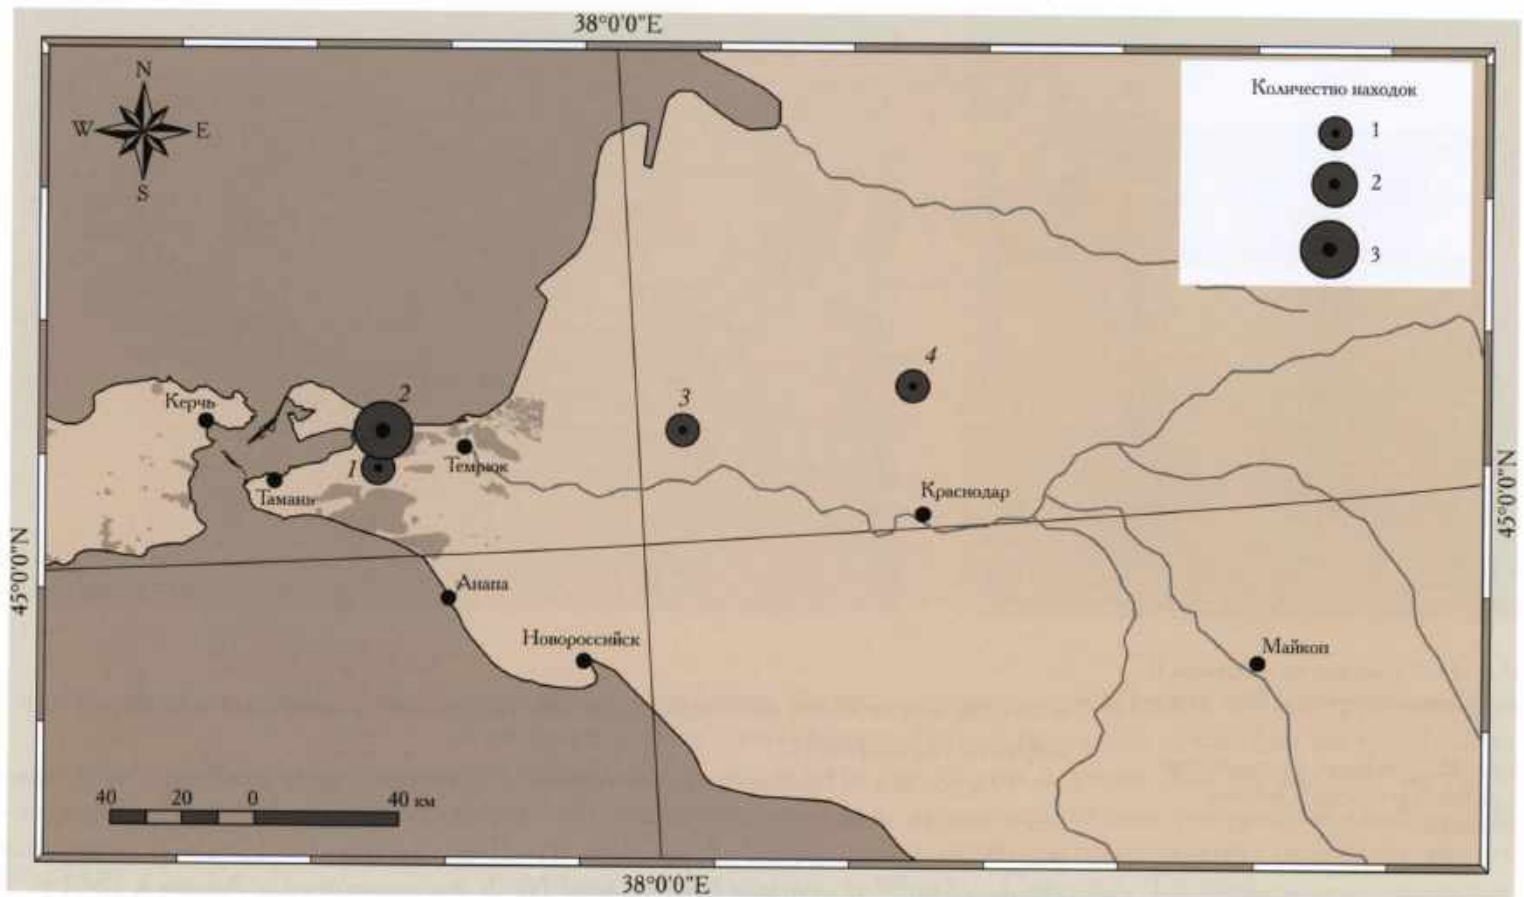 38°0'0"E
N
W E
S
Количество находок
1
2
3
4
3
Керчь
2
1
Темрюк
Тамань
Краснодар
45°0'0"N
45°0'0"N
Анапа
Новороссийск
Майкоп
40 20 0 40 км
38°0'0"E